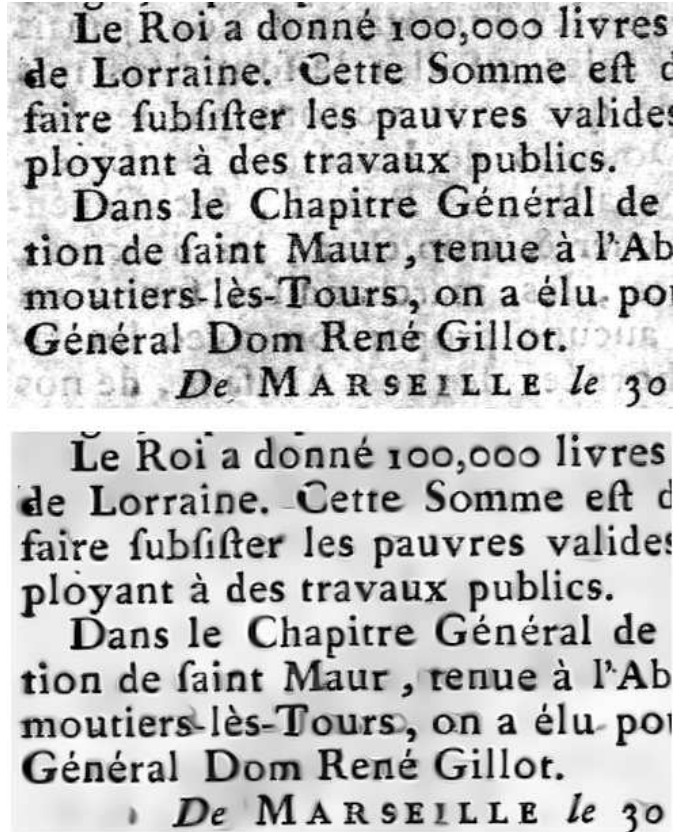 Le Roi a donné 100,000 livres
de Lorraine. Cette Somme eſt d
faire ſubſiſter les pauvres valides
ployant à des travaux publics.
Dans le Chapitre Général de
tion de ſaint Maur, tenue à l'Ab
moutiers-lès-Tours, on a élu pou
Général Dom René Gillot.
De MARSEILLE le 30
Le Roi a donné 100,000 livres
de Lorraine. Cette Somme eſt d
faire ſubſiſter les pauvres valides
ployant à des travaux publics.
Dans le Chapitre Général de
tion de ſaint Maur, tenue à l'Ab
moutiers-lès-Tours, on a élu pou
Général Dom René Gillot.
De MARSEILLE le 30